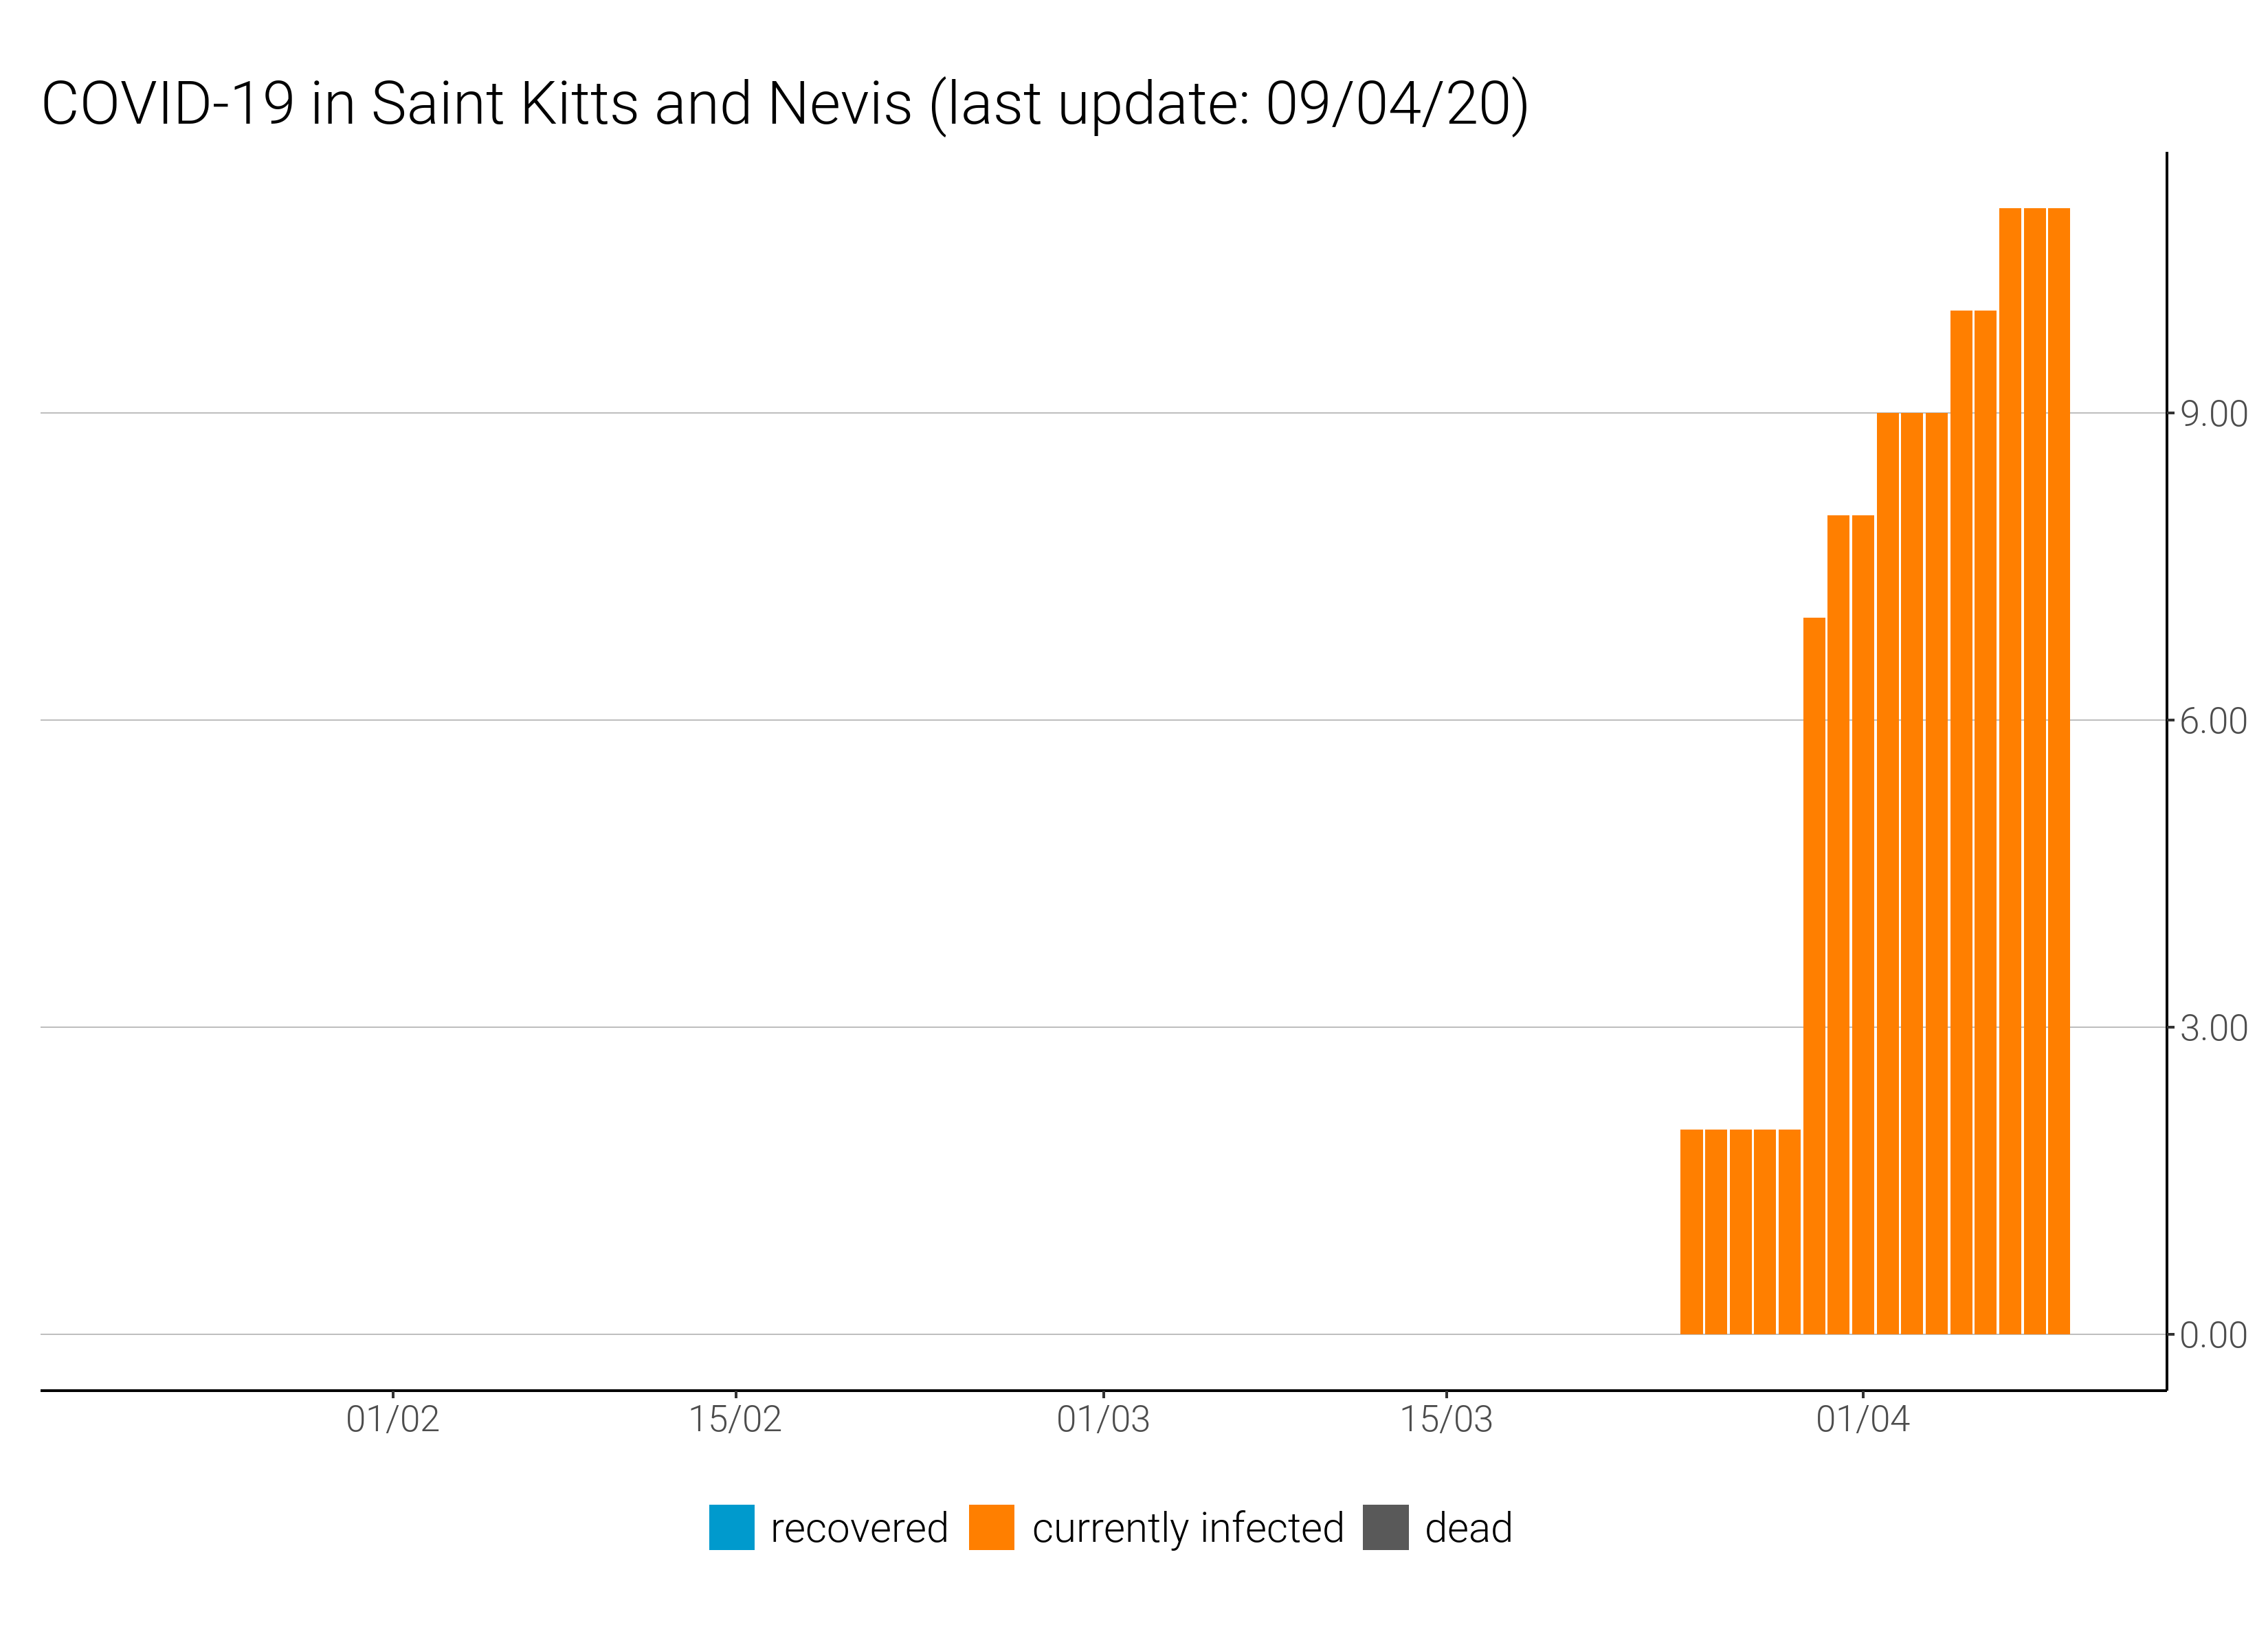 COVID-19 in Saint Kitts and Nevis (last update: 09/04/20)
9.00
6.00
3.00
0.00
01/02 15/02 01/03 15/03 01/04
recovered currently infected dead